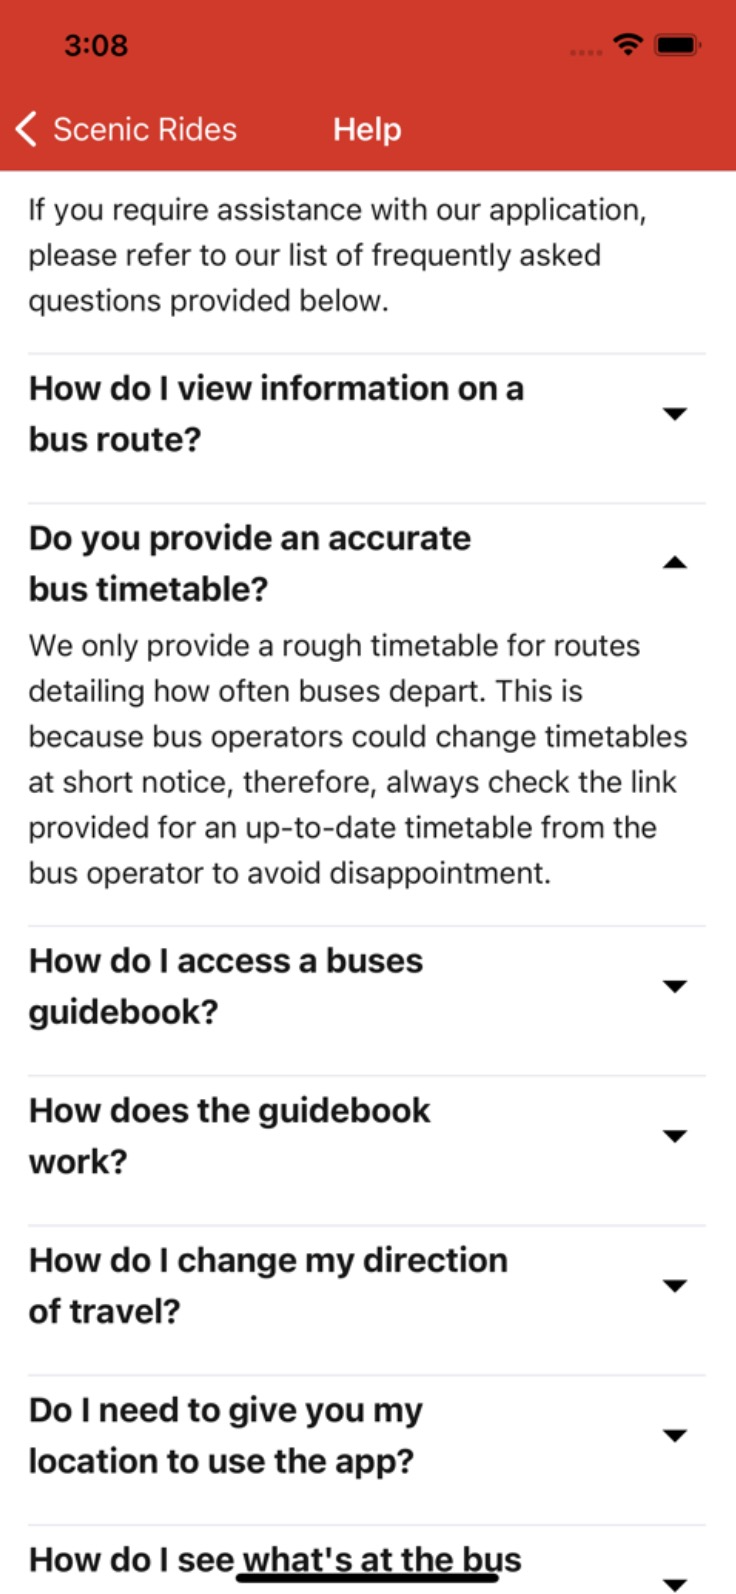 3:08
Scenic Rides
Help
If you require assistance with our application,
please refer to our list of frequently asked
questions provided below.
How do I view information on a
bus route?
Do you provide an accurate
bus timetable?
We only provide a rough timetable for routes
detailing how often buses depart. This is
because bus operators could change timetables
at short notice, therefore, always check the link
provided for an up-to-date timetable from the
bus operator to avoid disappointment.
How do I access a buses
guidebook?
How does the guidebook
work?
How do I change my direction
of travel?
Do I need to give you my
location to use the app?
How do I see what's at the bus